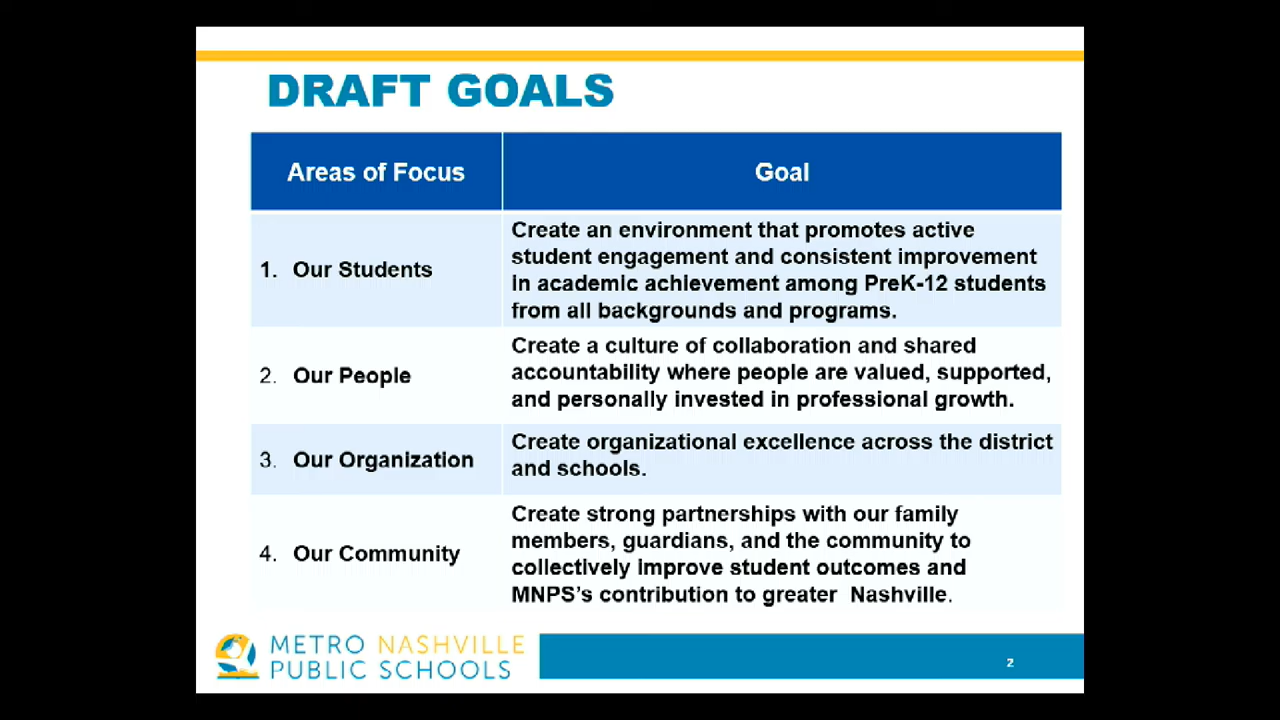 DRAFT GOALS
Areas of Focus
Goal
1. Our Students
Create an environment that promotes active
student engagement and consistent improvement
in academic achievement among PreK-12 students
from all backgrounds and programs.
2. Our People
Create a culture of collaboration and shared
accountability where people are valued, supported,
and personally invested in professional growth.
3. Our Organization
Create organizational excellence across the district
and schools.
4. Our Community
Create strong partnerships with our family
members, guardians, and the community to
collectively improve student outcomes and
MNPS's contribution to greater  Nashville.
METRO NASHVILLE
PUBLIC SCHOOLS
2